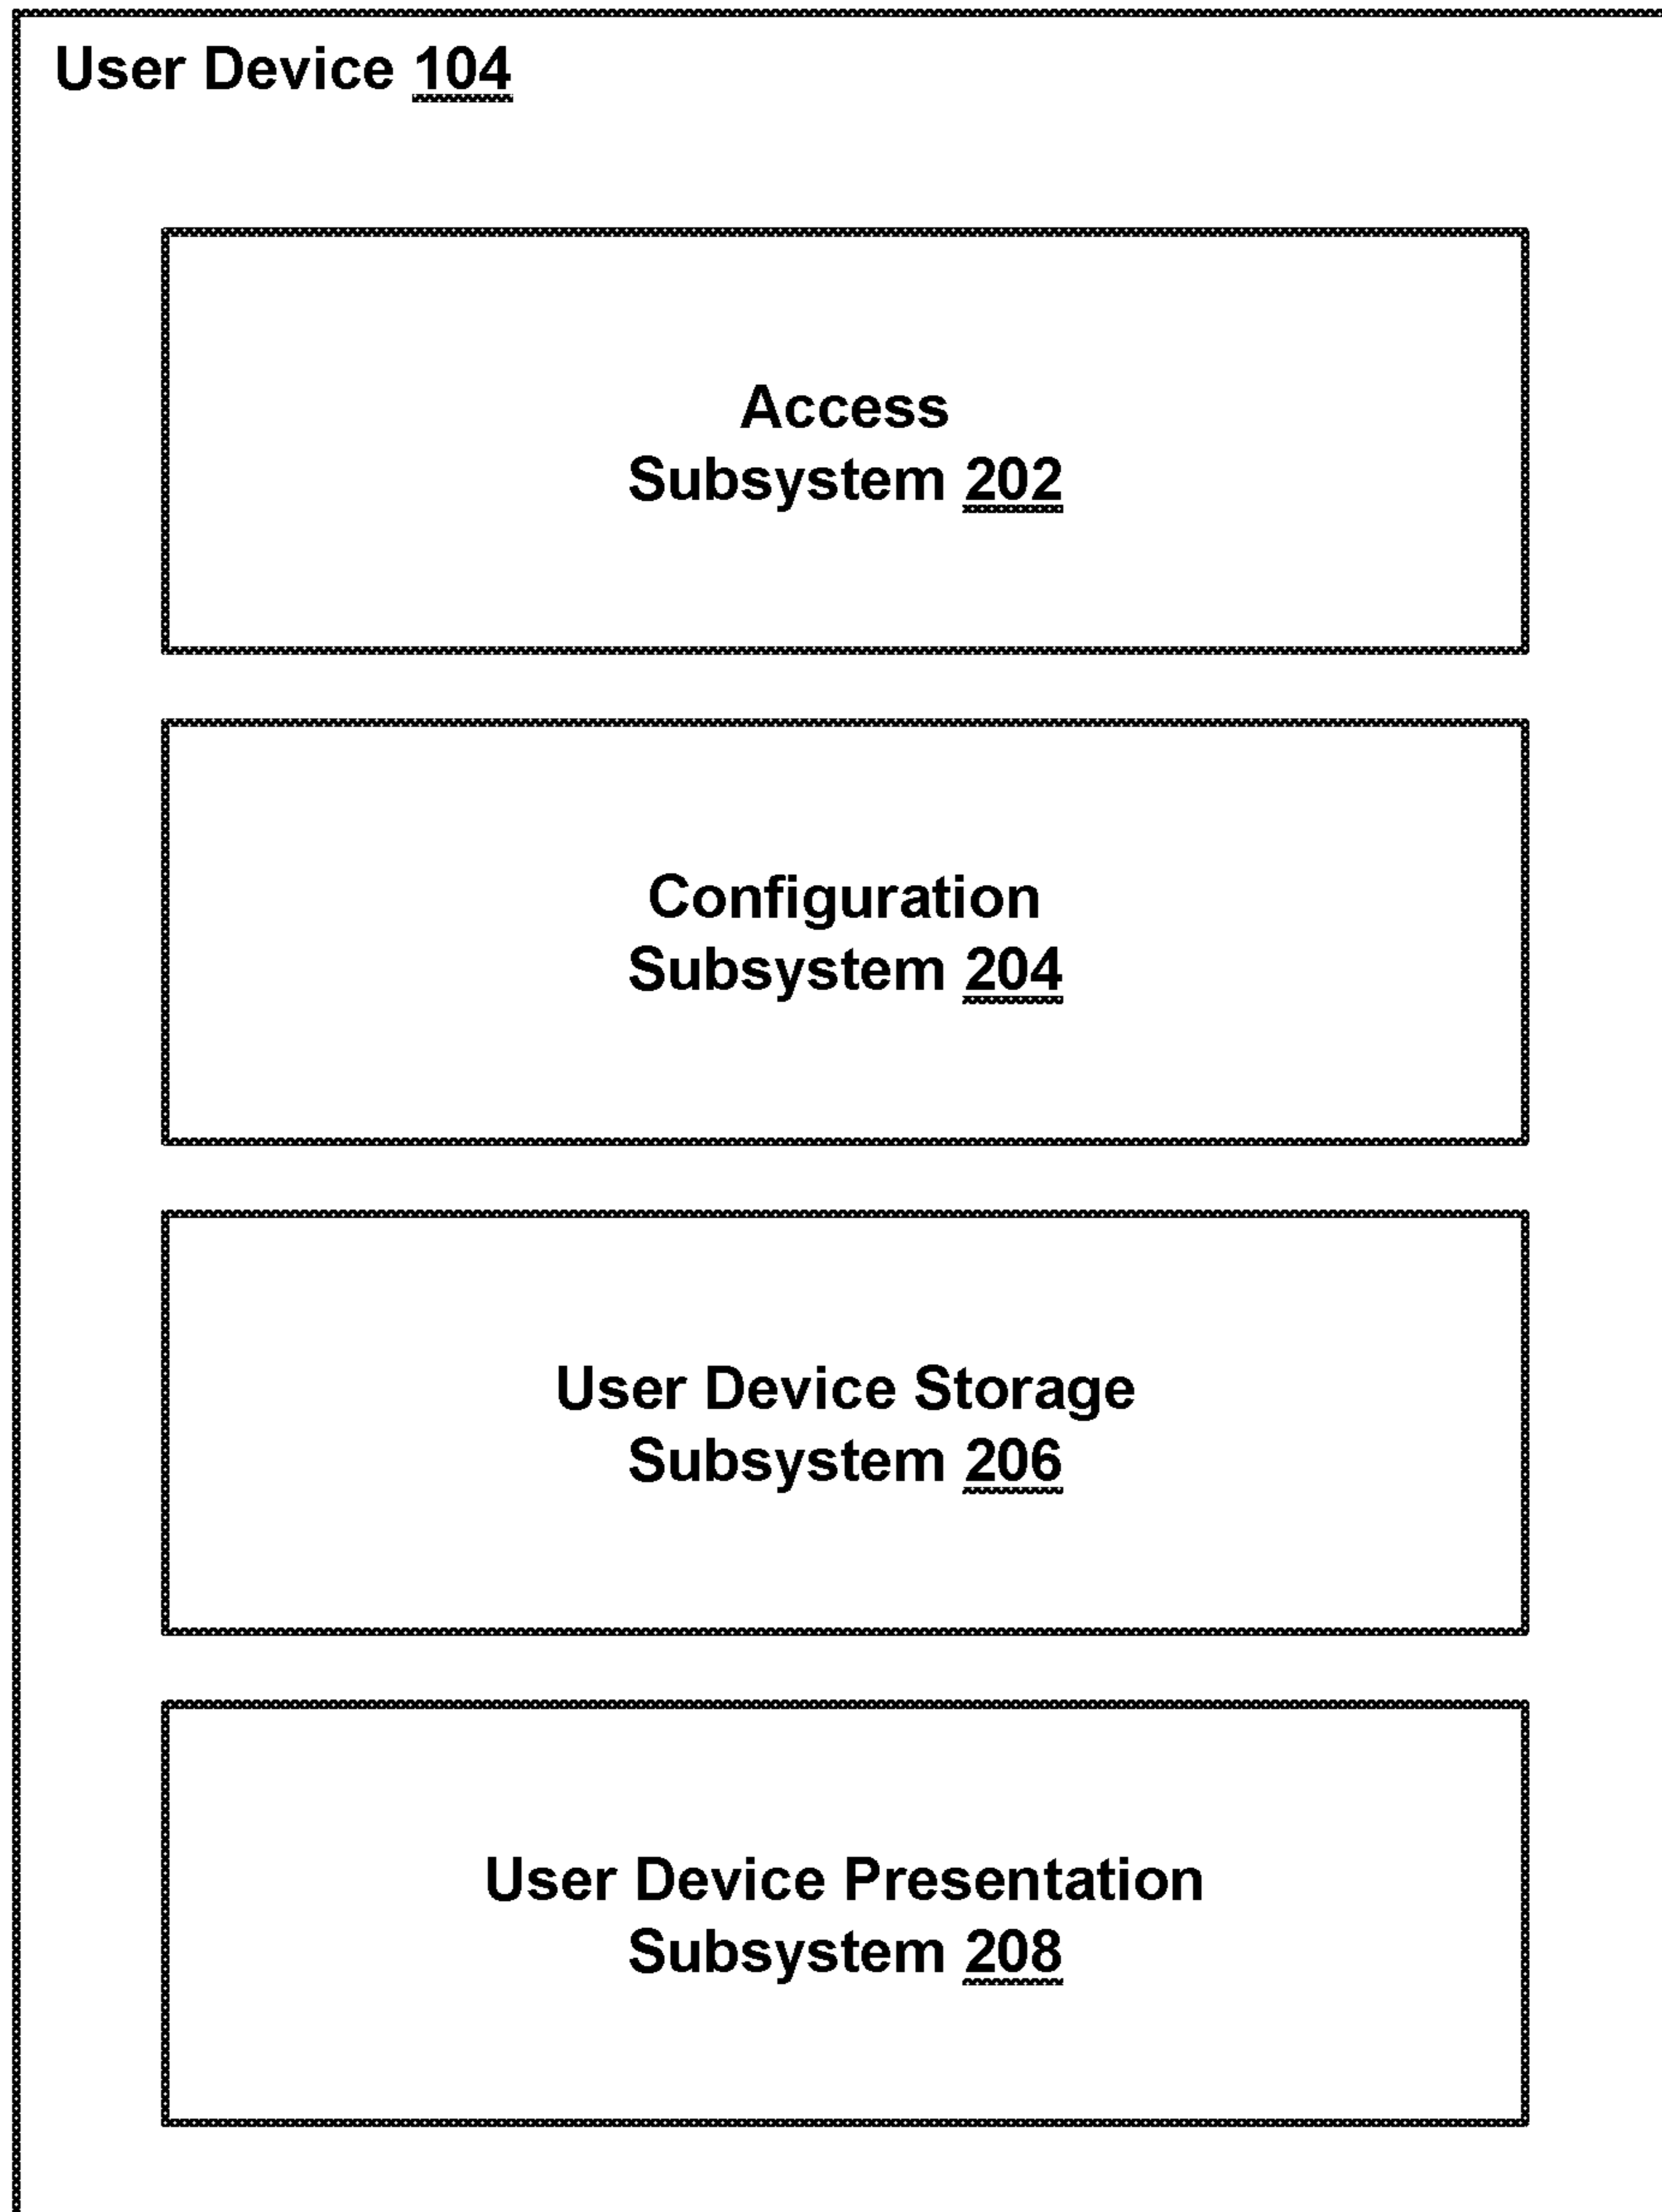 User Device 104
Access
Subsystem 202
Configuration
Subsystem 204
User Device Storage
Subsystem 206
User Device Presentation
Subsystem 208